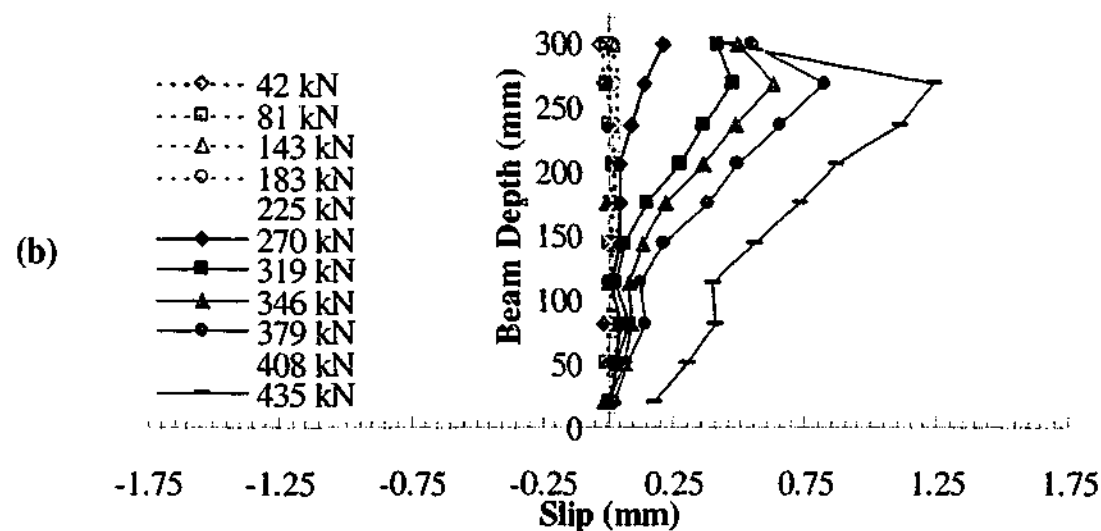 (b)
42 kN
81 kN
143 kN
183 kN
225 kN
270 kN
319 kN
346 kN
379 kN
408 kN
435 kN
Beam Depth (mm)
300
250
200
150
100
50
0
-1.75 -1.25 -0.75 -0.25 0.25 0.75 1.25 1.75
Slip (mm)